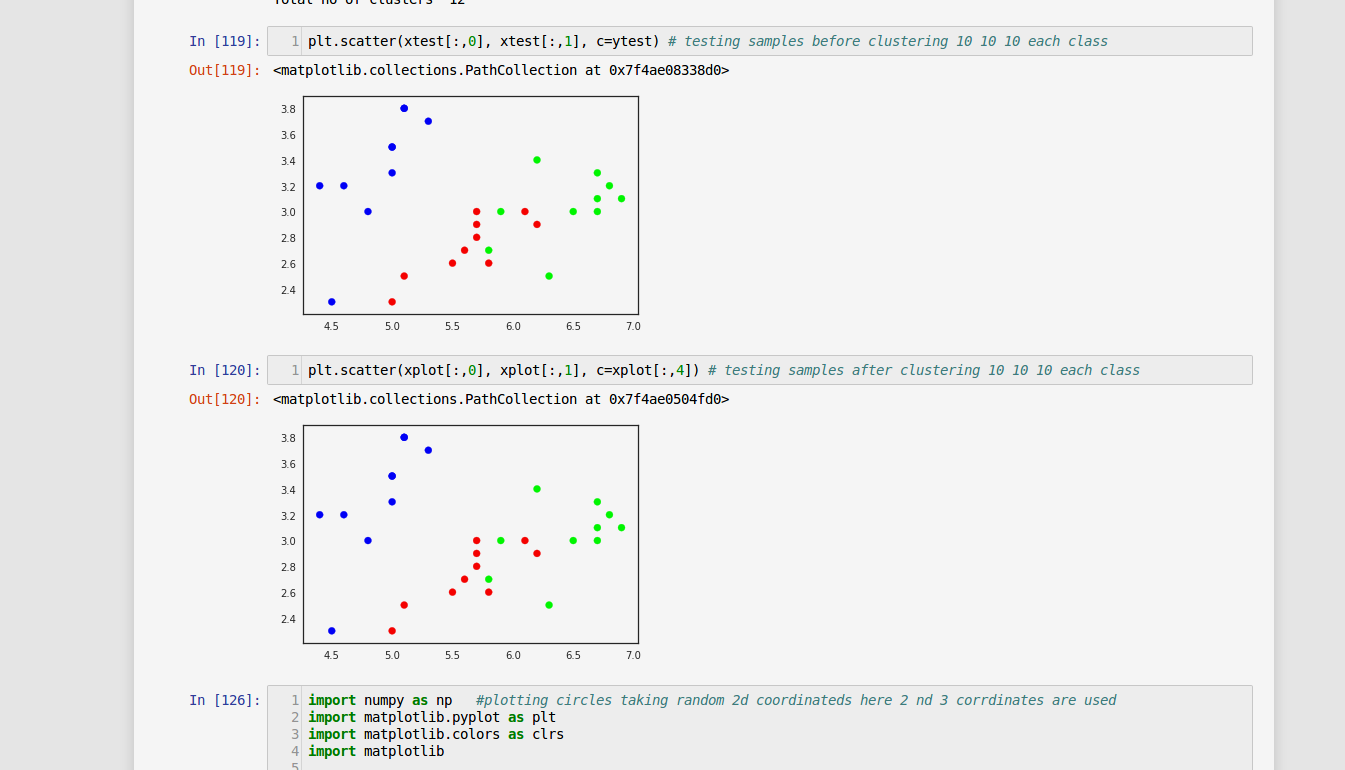 Total no of clusters  12
In [119]: 1 plt.scatter(xtest[:,0], xtest[:,1], c=ytest) # testing samples before clustering 10 10 10 each class
Out[119]: <matplotlib.collections.PathCollection at 0x7f4ae08338d0>
3.8
3.6
3.4
3.2
3.0
2.8
2.6
2.4
4.5 5.0 5.5 6.0 6.5 7.0
In [120]: 1 plt.scatter(xplot[:,0], xplot[:,1], c=xplot[:,4]) # testing samples after clustering 10 10 10 each class
Out[120]: <matplotlib.collections.PathCollection at 0x7f4ae0504fd0>
3.8
3.6
3.4
3.2
3.0
2.8
2.6
2.4
4.5 5.0 5.5 6.0 6.5 7.0
In [126]: 1 import numpy as np   #plotting circles taking random 2d coordinateds here 2 nd 3 corrdinates are used
2 import matplotlib.pyplot as plt
3 import matplotlib.colors as clrs
4 import matplotlib
5